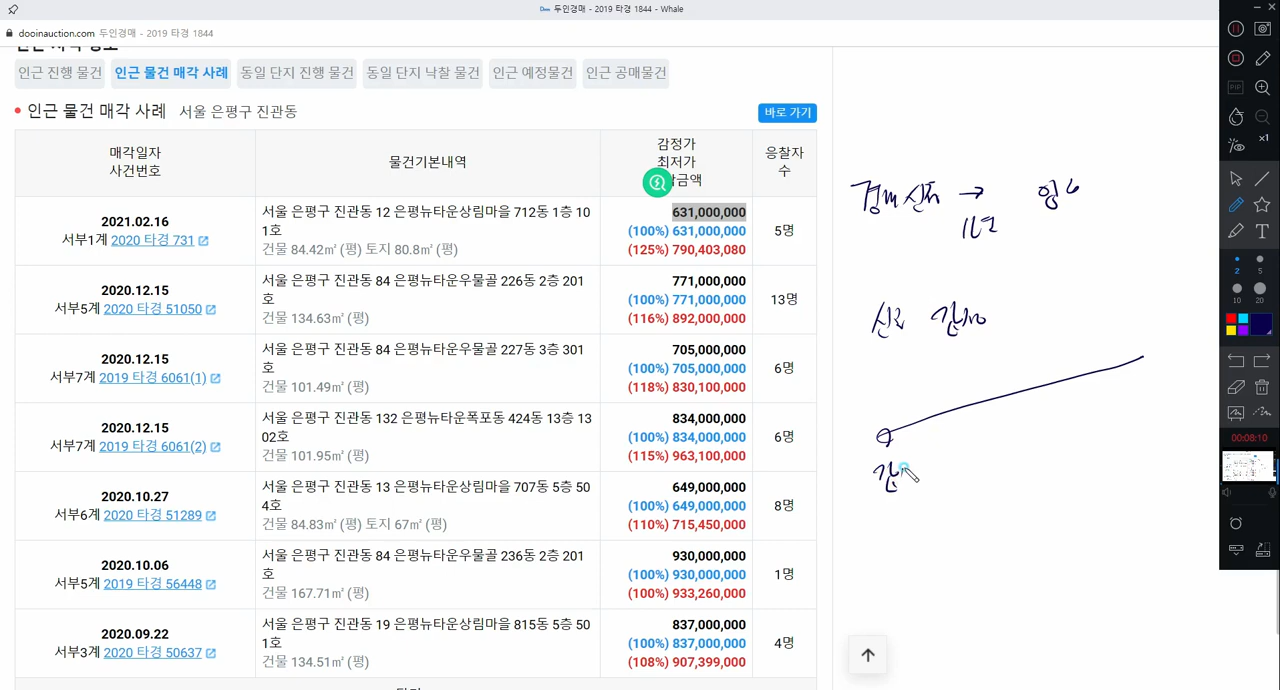 두인경매 - 2019 타경 1844 - Whale
dooinauction.com 두인경매 - 2019 타경 1844
인근 진행 물건 인근 물건 매각 사례 동일 단지 진행 물건 동일 단지 낙찰 물건 인근 예정물건 인근 공매물건
인근 물건 매각 사례 서울 은평구 진관동 바로 가기
매각일자
사건번호
물건기본내역
감정가
최저가
금액
응찰자
수
2021.02.16
서부1계 2020 타경 731
서울 은평구 진관동 12 은평뉴타운상림마을 712동 1층 10
1호
건물 84.42㎡ (평) 토지 80.8㎡ (평)
631,000,000
(100%) 631,000,000
(125%) 790,403,080
5명
2020.12.15
서부5계 2020 타경 51050
서울 은평구 진관동 84 은평뉴타운우물골 226동 2층 201
호
건물 134.63㎡ (평)
771,000,000
(100%) 771,000,000
(116%) 892,000,000
13명
2020.12.15
서부7계 2019 타경 6061(1)
서울 은평구 진관동 84 은평뉴타운우물골 227동 3층 301
호
건물 101.49㎡ (평)
705,000,000
(100%) 705,000,000
(118%) 830,100,000
6명
2020.12.15
서부7계 2019 타경 6061(2)
서울 은평구 진관동 132 은평뉴타운폭포동 424동 13층 13
02호
건물 101.95㎡ (평)
834,000,000
(100%) 834,000,000
(115%) 963,100,000
6명
2020.10.27
서부6계 2020 타경 51289
서울 은평구 진관동 13 은평뉴타운상림마을 707동 5층 50
4호
건물 84.83㎡ (평) 토지 67㎡ (평)
649,000,000
(100%) 649,000,000
(110%) 715,450,000
8명
2020.10.06
서부5계 2019 타경 56448
서울 은평구 진관동 84 은평뉴타운우물골 236동 2층 201
호
건물 167.71㎡ (평)
930,000,000
(100%) 930,000,000
(100%) 933,260,000
1명
2020.09.22
서부3계 2020 타경 50637
서울 은평구 진관동 19 은평뉴타운상림마을 815동 5층 50
1호
건물 134.51㎡ (평)
837,000,000
(100%) 837,000,000
(108%) 907,399,000
4명
경매 신청 →
1년
감
PIP
x1
T
2 5
10 20
00:08:10